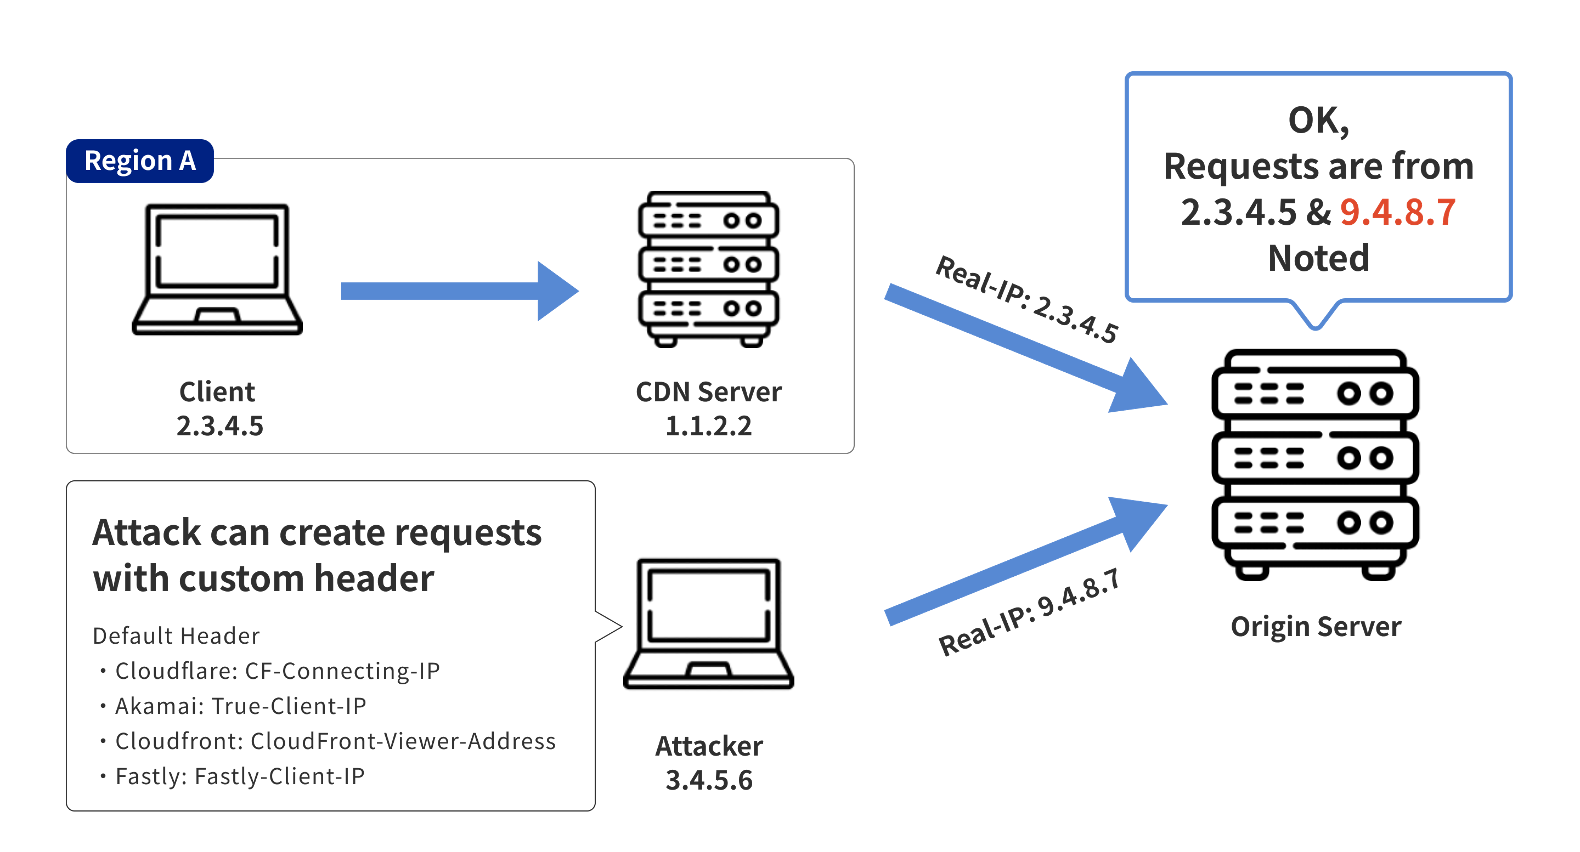 Region A
Client
2.3.4.5
CDN Server
1.1.2.2
Real-IP: 2.3.4.5
OK,
Requests are from
2.3.4.5 & 9.4.8.7
Noted
Attack can create requests
with custom header
Default Header
・Cloudflare: CF-Connecting-IP
・Akamai: True-Client-IP
・Cloudfront: CloudFront-Viewer-Address
・Fastly: Fastly-Client-IP
Attacker
3.4.5.6
Real-IP: 9.4.8.7
Origin Server